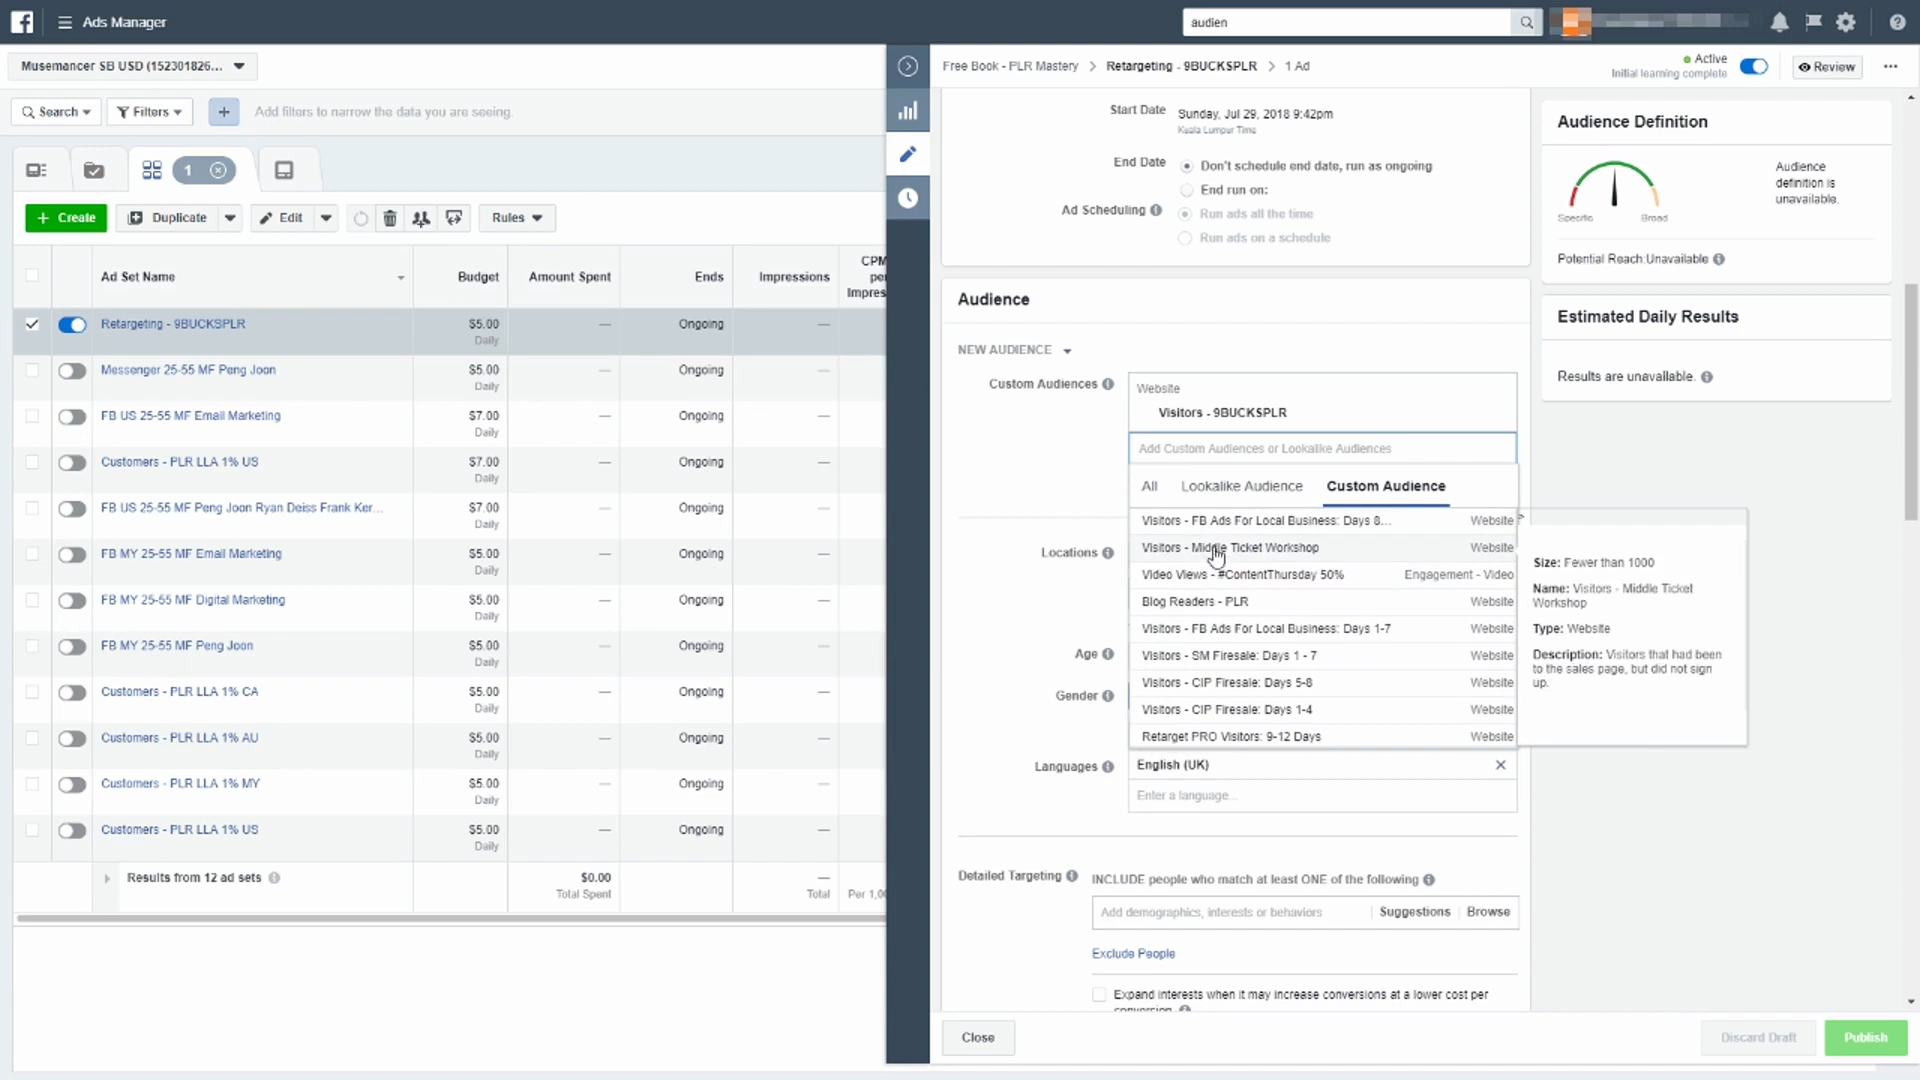 Ads Manager
audien
Musemancer SB USD (152301826...
Search
Filters
Add filters to narrow the data you are seeing.
1
+ Create
Duplicate
Edit
Rules
Ad Set Name
Budget
Amount Spent
Ends
Impressions
CPM
per
Impres
Retargeting - 9BUCKSPLR
$5.00
Daily
—
Ongoing
—
Messenger 25-55 MF Peng Joon
$5.00
Daily
—
Ongoing
—
FB US 25-55 MF Email Marketing
$7.00
Daily
—
Ongoing
—
Customers - PLR LLA 1% US
$7.00
Daily
—
Ongoing
—
FB US 25-55 MF Peng Joon Ryan Deiss Frank Ker...
$7.00
Daily
—
Ongoing
—
FB MY 25-55 MF Email Marketing
$5.00
Daily
—
Ongoing
—
FB MY 25-55 MF Digital Marketing
$5.00
Daily
—
Ongoing
—
FB MY 25-55 MF Peng Joon
$5.00
Daily
—
Ongoing
—
Customers - PLR LLA 1% CA
$5.00
Daily
—
Ongoing
—
Customers - PLR LLA 1% AU
$5.00
Daily
—
Ongoing
—
Customers - PLR LLA 1% MY
$5.00
Daily
—
Ongoing
—
Customers - PLR LLA 1% US
$5.00
Daily
—
Ongoing
—
Results from 12 ad sets
$0.00
Total Spent
—
Total
Per 1,00
Free Book - PLR Mastery > Retargeting - 9BUCKSPLR > 1 Ad
Active
Initial learning complete
Review
Start Date
Sunday, Jul 29, 2018 9:42pm
Kuala Lumpur Time
End Date
Don't schedule end date, run as ongoing
End run on:
Ad Scheduling
Run ads all the time
Run ads on a schedule
Audience
NEW AUDIENCE
Custom Audiences
Website
Visitors - 9BUCKSPLR
Add Custom Audiences or Lookalike Audiences
All
Lookalike Audience
Custom Audience
Visitors - FB Ads For Local Business: Days 8...
Website
Visitors - Middle Ticket Workshop
Website
Video Views - #ContentThursday 50%
Engagement - Video
Blog Readers - PLR
Website
Visitors - FB Ads For Local Business: Days 1-7
Website
Visitors - SM Firesale: Days 1 - 7
Website
Visitors - CIP Firesale: Days 5-8
Website
Visitors - CIP Firesale: Days 1-4
Website
Retarget PRO Visitors: 9-12 Days
Website
Size: Fewer than 1000
Name: Visitors - Middle Ticket
Workshop
Type: Website
Description: Visitors that had been
to the sales page, but did not sign
up.
Locations
Age
Gender
Languages
English (UK)
Enter a language...
Detailed Targeting
INCLUDE people who match at least ONE of the following
Add demographics, interests or behaviors
Suggestions
Browse
Exclude People
Expand interests when it may increase conversions at a lower cost per
conversion.
Close
Discard Draft
Publish
Audience Definition
Specific
Broad
Audience
definition is
unavailable.
Potential Reach:Unavailable
Estimated Daily Results
Results are unavailable.